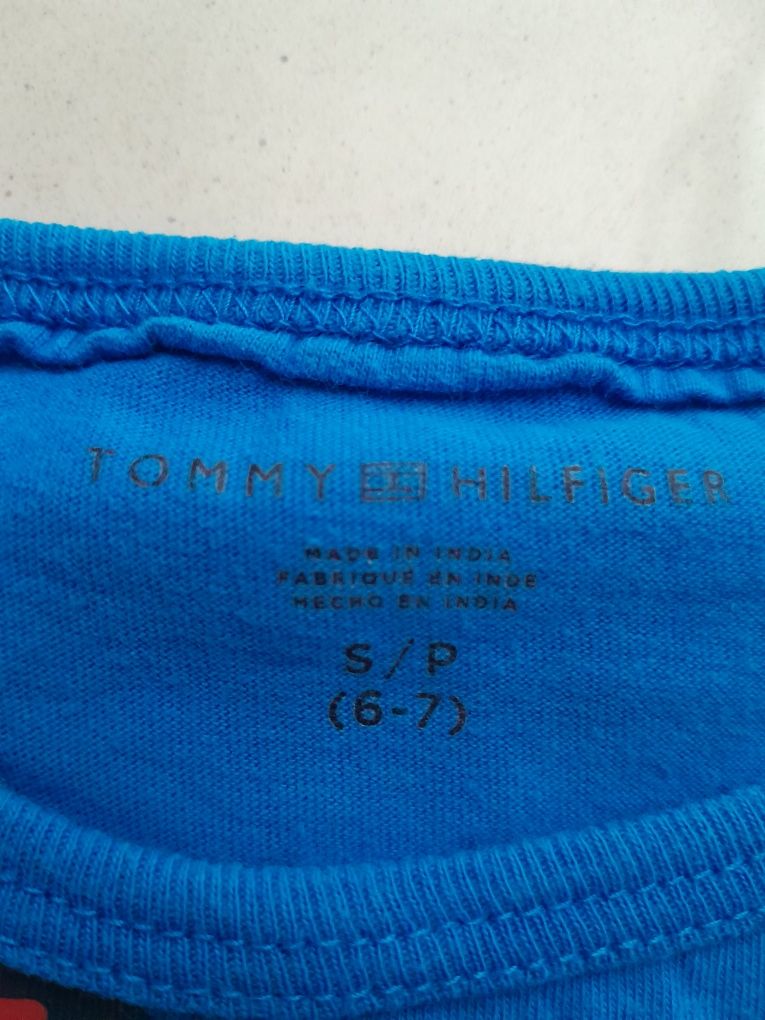 TOMMY HILFIGER
MADE IN INDIA
FABRIQUÉ EN INDE
HECHO EN INDIA
S/P
(6-7)